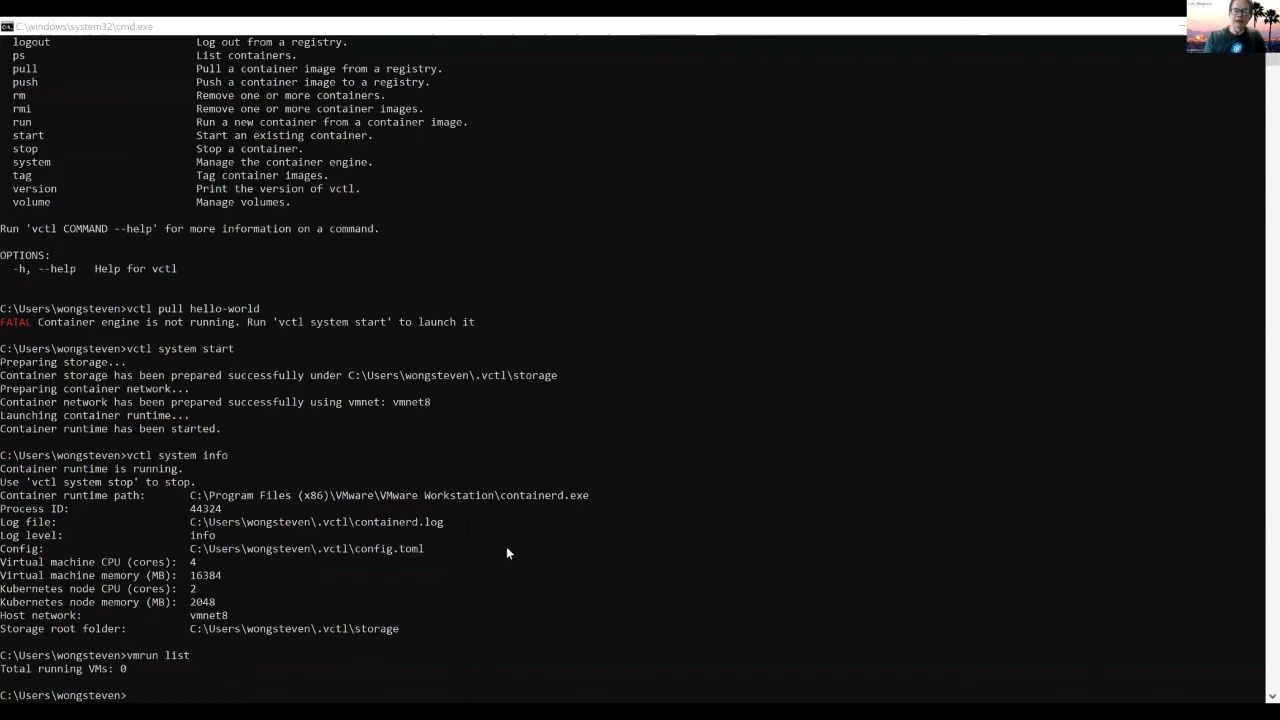 C:\windows\system32\cmd.exe
logout Log out from a registry.
ps List containers.
pull Pull a container image from a registry.
push Push a container image to a registry.
rm Remove one or more containers.
rmi Remove one or more container images.
run Run a new container from a container image.
start Start an existing container.
stop Stop a container.
system Manage the container engine.
tag Tag container images.
version Print the version of vctl.
volume Manage volumes.
Run 'vctl COMMAND --help' for more information on a command.
OPTIONS:
-h, --help Help for vctl
C:\Users\wongsteven>vctl pull hello-world
FATAL Container engine is not running. Run 'vctl system start' to launch it
C:\Users\wongsteven>vctl system start
Preparing storage...
Container storage has been prepared successfully under C:\Users\wongsteven\.vctl\storage
Preparing container network...
Container network has been prepared successfully using vmnet: vmnet8
Launching container runtime...
Container runtime has been started.
C:\Users\wongsteven>vctl system info
Container runtime is running.
Use 'vctl system stop' to stop.
Container runtime path: C:\Program Files (x86)\VMware\VMware Workstation\containerd.exe
Process ID: 44324
Log file: C:\Users\wongsteven\.vctl\containerd.log
Log level: info
Config: C:\Users\wongsteven\.vctl\config.toml
Virtual machine CPU (cores): 4
Virtual machine memory (MB): 16384
Kubernetes node CPU (cores): 2
Kubernetes node memory (MB): 2048
Host network: vmnet8
Storage root folder: C:\Users\wongsteven\.vctl\storage
C:\Users\wongsteven>vmrun list
Total running VMs: 0
C:\Users\wongsteven>